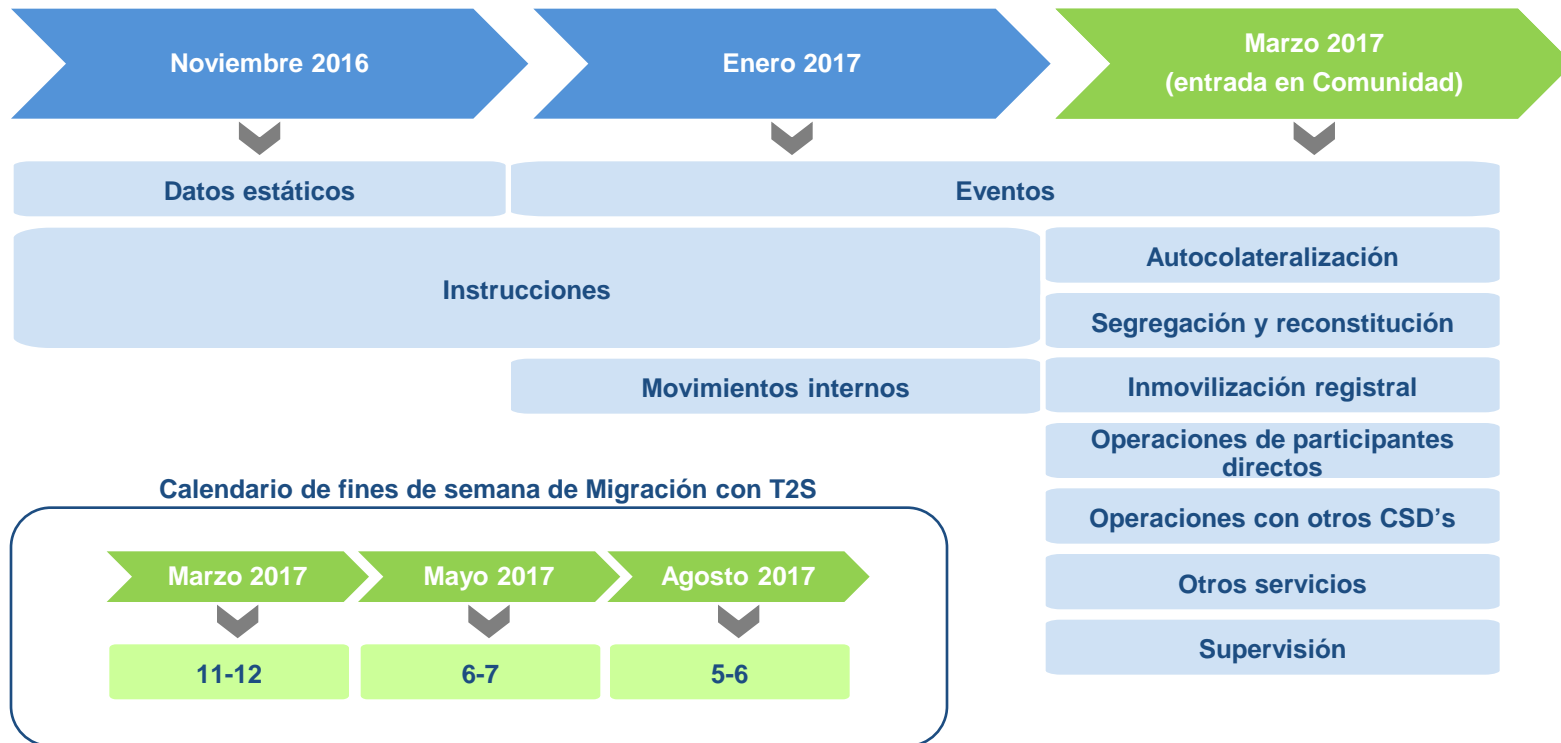 Noviembre 2016
Enero 2017
Marzo 2017
(entrada en Comunidad)
Datos estáticos
Eventos
Instrucciones
Autocolateralización
Segregación y reconstitución
Movimientos internos
Inmovilización registral
Operaciones de participantes
directos
Operaciones con otros CSD's
Otros servicios
Supervisión
Calendario de fines de semana de Migración con T2S
Marzo 2017
Mayo 2017
Agosto 2017
11-12
6-7
5-6